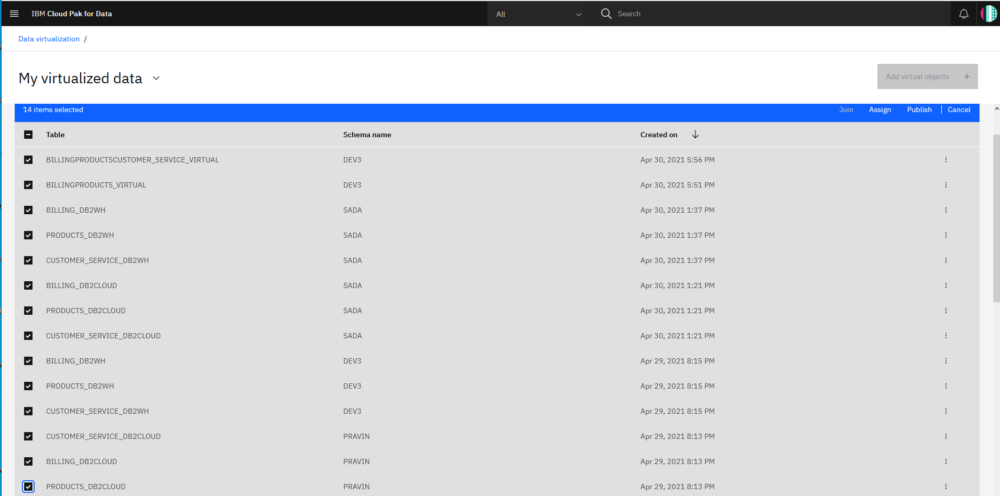 IBM Cloud Pak for Data All Search
Data virtualization /
My virtualized data Add virtual objects +
14 items selected Join Assign Publish | Cancel
Table Schema name Created on
BILLINGPRODUCTSCUSTOMER_SERVICE_VIRTUAL DEV3 Apr 30, 2021 5:56 PM
BILLINGPRODUCTS_VIRTUAL DEV3 Apr 30, 2021 5:51 PM
BILLING_DB2WH SADA Apr 30, 2021 1:37 PM
PRODUCTS_DB2WH SADA Apr 30, 2021 1:37 PM
CUSTOMER_SERVICE_DB2WH SADA Apr 30, 2021 1:37 PM
BILLING_DB2CLOUD SADA Apr 30, 2021 1:21 PM
PRODUCTS_DB2CLOUD SADA Apr 30, 2021 1:21 PM
CUSTOMER_SERVICE_DB2CLOUD SADA Apr 30, 2021 1:21 PM
BILLING_DB2WH DEV3 Apr 29, 2021 8:15 PM
PRODUCTS_DB2WH DEV3 Apr 29, 2021 8:15 PM
CUSTOMER_SERVICE_DB2WH DEV3 Apr 29, 2021 8:15 PM
CUSTOMER_SERVICE_DB2CLOUD PRAVIN Apr 29, 2021 8:13 PM
BILLING_DB2CLOUD PRAVIN Apr 29, 2021 8:13 PM
PRODUCTS_DB2CLOUD PRAVIN Apr 29, 2021 8:13 PM